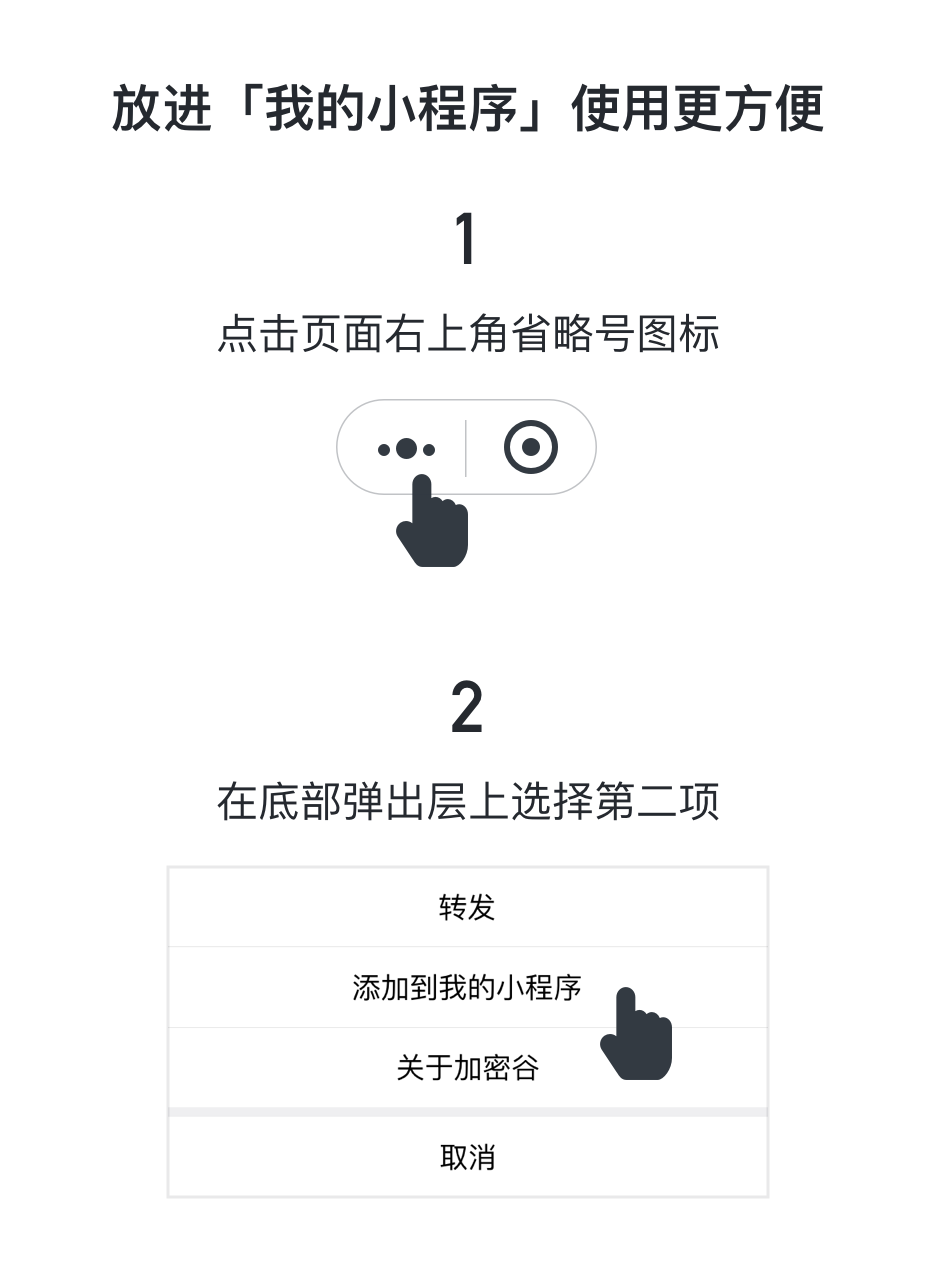 放进「我的小程序」使用更方便
1
点击页面右上角省略号图标
2
在底部弹出层上选择第二项
转发
添加到我的小程序
关于加密谷
取消